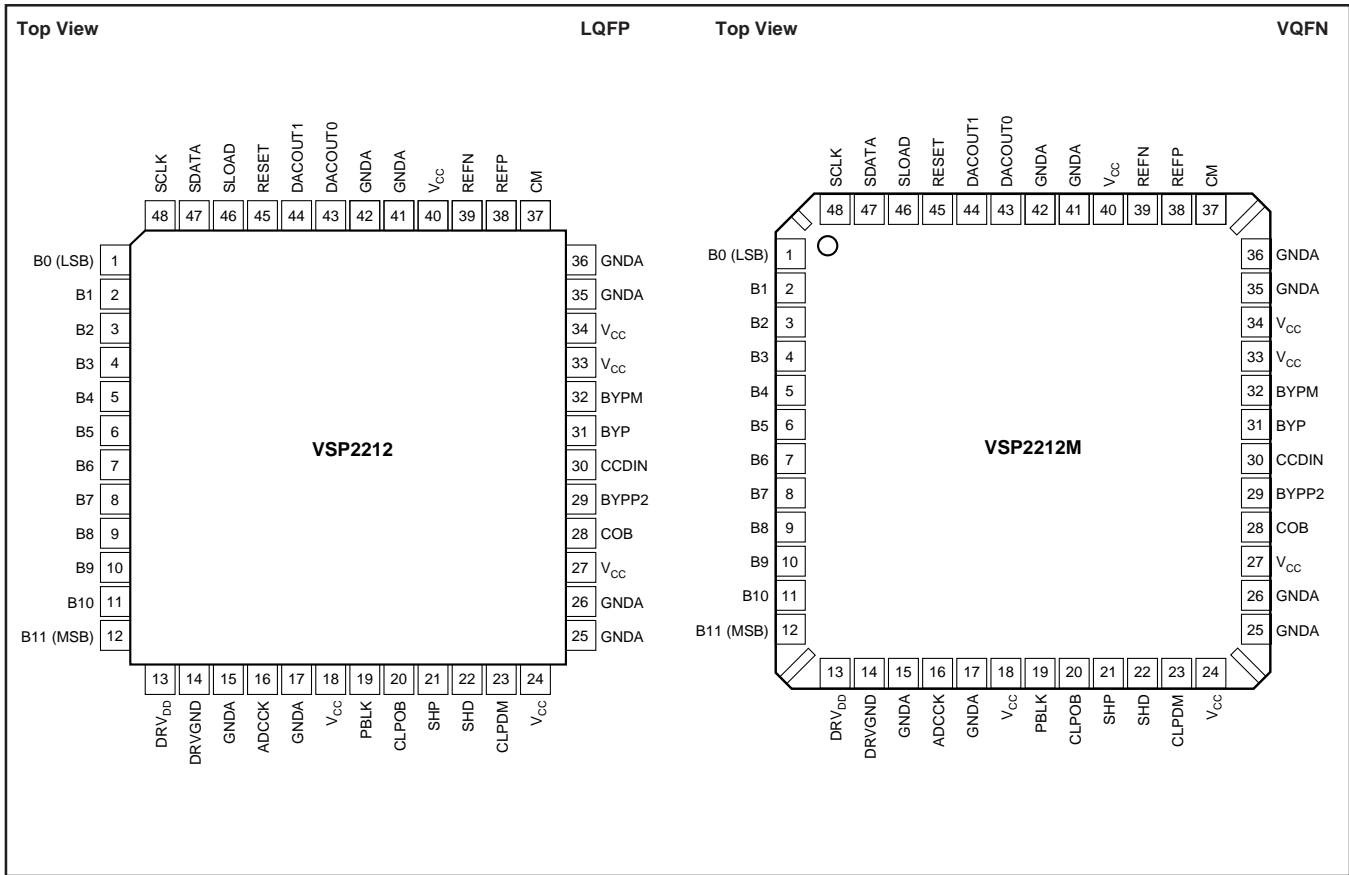 Top View
LQFP
SCLK
SDATA
SLOAD
RESET
DACOUT1
DACOUT0
GNDA
GNDA
VCC
REFN
REFP
CM
48 47 46 45 44 43 42 41 40 39 38 37
B0 (LSB) 1
B1 2
B2 3
B3 4
B4 5
B5 6
B6 7
B7 8
B8 9
B9 10
B10 11
B11 (MSB) 12
VSP2212
36 GNDA
35 GNDA
34 VCC
33 VCC
32 BYPM
31 BYP
30 CCDIN
29 BYPP2
28 COB
27 VCC
26 GNDA
25 GNDA
13 14 15 16 17 18 19 20 21 22 23 24
DRVDD
DRVGND
GNDA
ADCCK
GNDA
VCC
PBLK
CLPOB
SHP
SHD
CLPDM
VCC
Top View
VQFN
SCLK
SDATA
SLOAD
RESET
DACOUT1
DACOUT0
GNDA
GNDA
VCC
REFN
REFP
CM
48 47 46 45 44 43 42 41 40 39 38 37
B0 (LSB) 1
B1 2
B2 3
B3 4
B4 5
B5 6
B6 7
B7 8
B8 9
B9 10
B10 11
B11 (MSB) 12
VSP2212M
36 GNDA
35 GNDA
34 VCC
33 VCC
32 BYPM
31 BYP
30 CCDIN
29 BYPP2
28 COB
27 VCC
26 GNDA
25 GNDA
13 14 15 16 17 18 19 20 21 22 23 24
DRVDD
DRVGND
GNDA
ADCCK
GNDA
VCC
PBLK
CLPOB
SHP
SHD
CLPDM
VCC